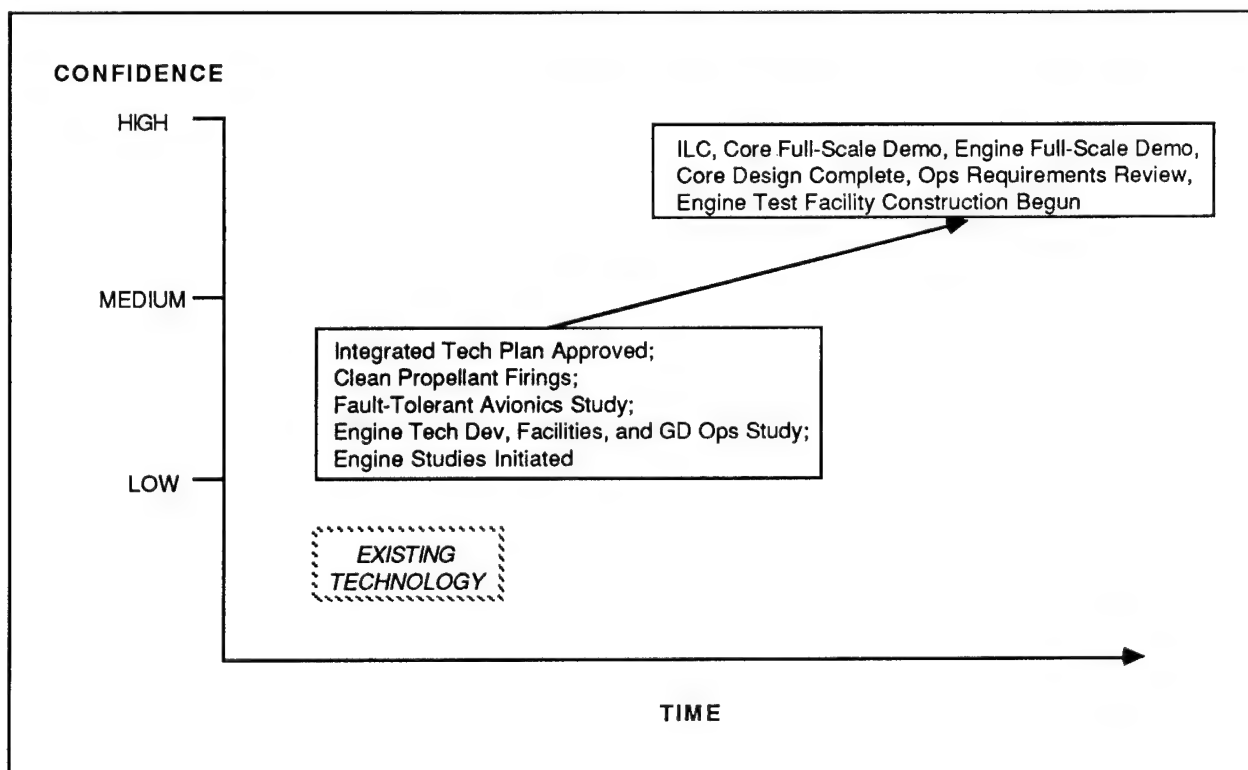 CONFIDENCE
HIGH
ILC, Core Full-Scale Demo, Engine Full-Scale Demo,
Core Design Complete, Ops Requirements Review,
Engine Test Facility Construction Begun
MEDIUM
Integrated Tech Plan Approved;
Clean Propellant Firings;
Fault-Tolerant Avionics Study;
Engine Tech Dev, Facilities, and GD Ops Study;
Engine Studies Initiated
LOW
EXISTING
TECHNOLOGY
TIME